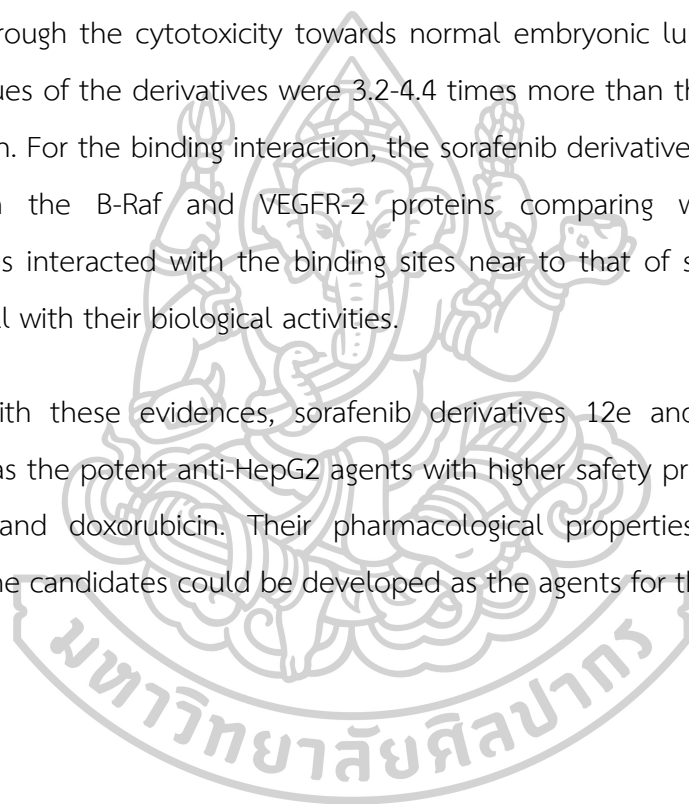 rough the cytotoxicity towards normal embryonic lu
ues of the derivatives were 3.2-4.4 times more than th
n. For the binding interaction, the sorafenib derivative
the B-Raf and VEGFR-2 proteins comparing w
s interacted with the binding sites near to that of s
l with their biological activities.
ith these evidences, sorafenib derivatives 12e and
as the potent anti-HepG2 agents with higher safety pr
and doxorubicin. Their pharmacological properties
ne candidates could be developed as the agents for th
มหาวิทยาลัยศิลปากร